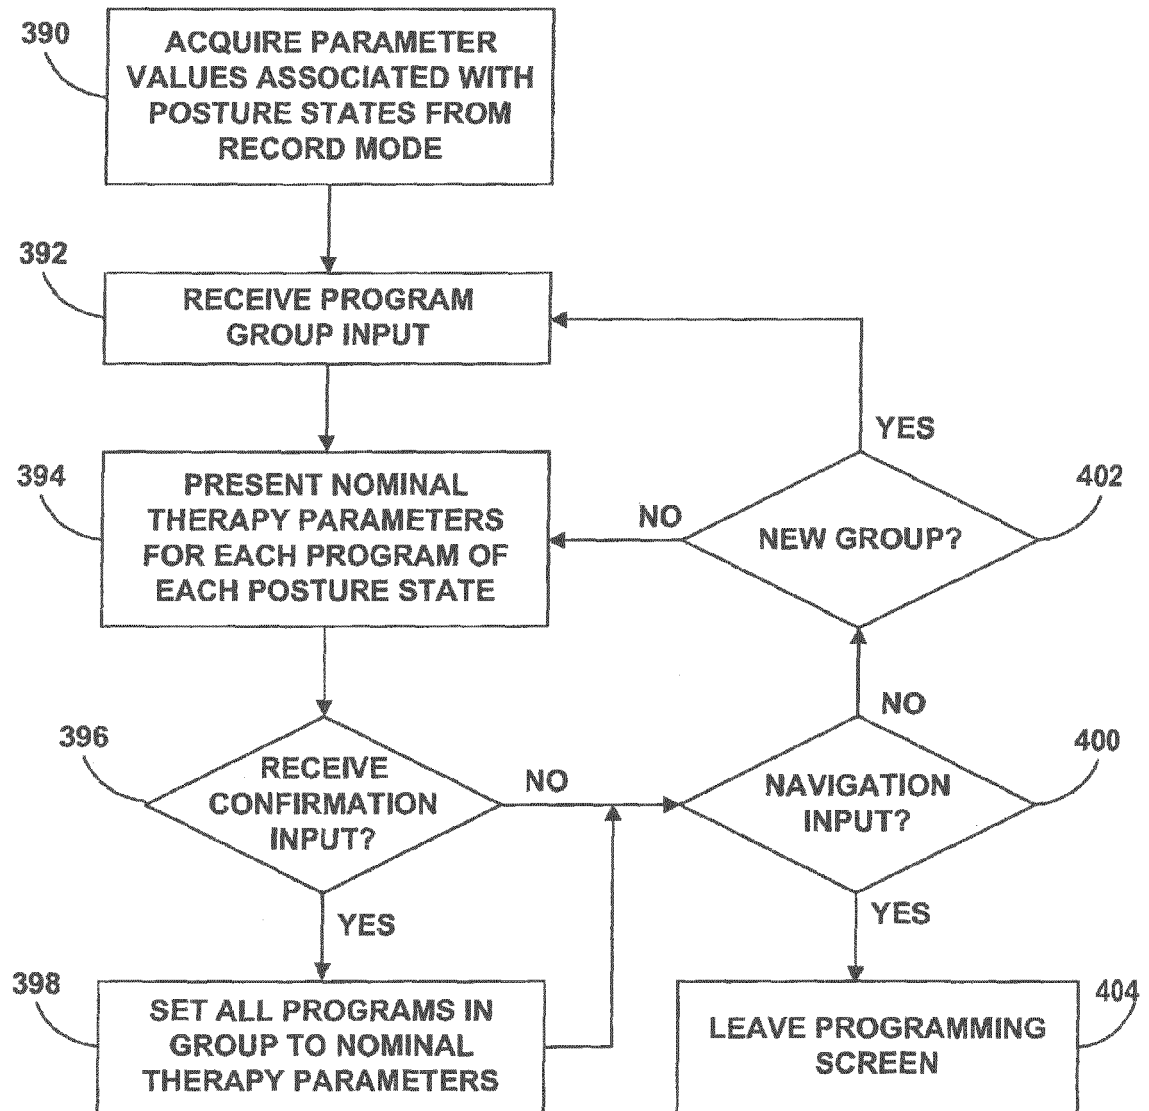 390
ACQUIRE PARAMETER
VALUES ASSOCIATED WITH
POSTURE STATES FROM
RECORD MODE
392
RECEIVE PROGRAM
GROUP INPUT
YES
394
PRESENT NOMINAL
THERAPY PARAMETERS
FOR EACH PROGRAM OF
EACH POSTURE STATE
NO
NEW GROUP?
402
NO
396
RECEIVE
CONFIRMATION
INPUT?
NO
NAVIGATION
INPUT?
400
YES
YES
398
SET ALL PROGRAMS IN
GROUP TO NOMINAL
THERAPY PARAMETERS
LEAVE PROGRAMMING
SCREEN
404